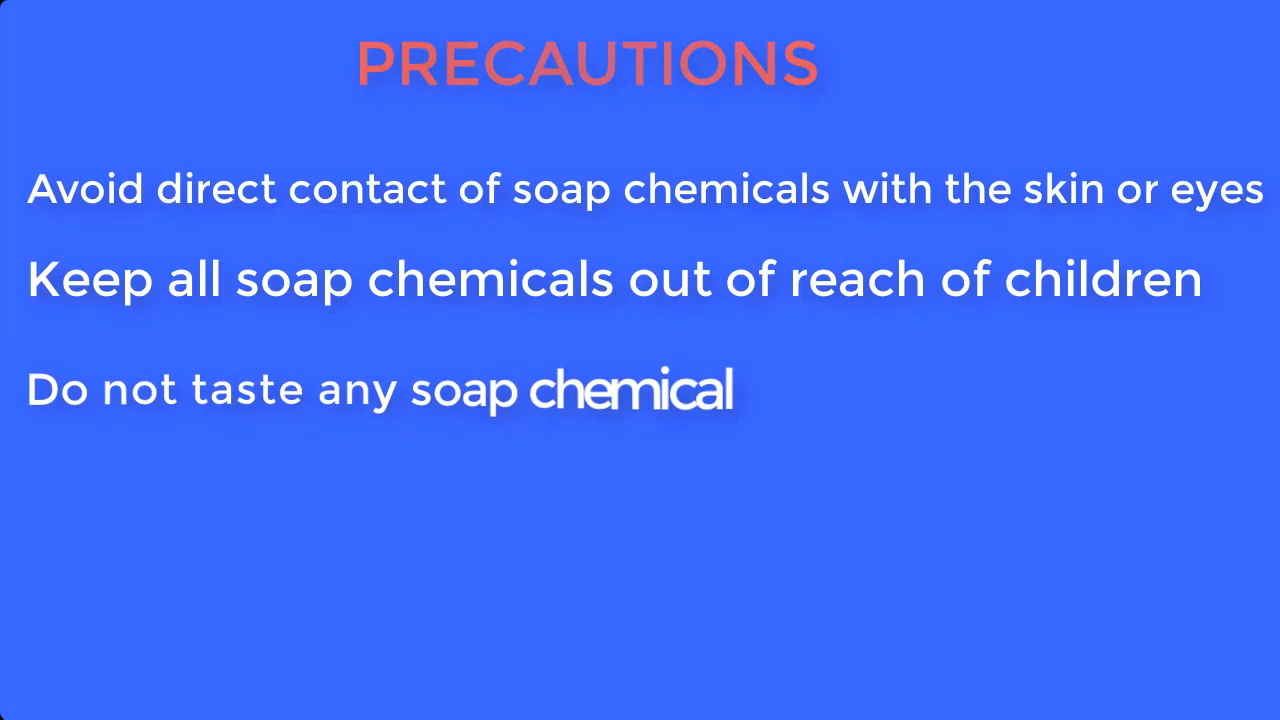 PRECAUTIONS
Avoid direct contact of soap chemicals with the skin or eyes
Keep all soap chemicals out of reach of children
Do not taste any soap chemical